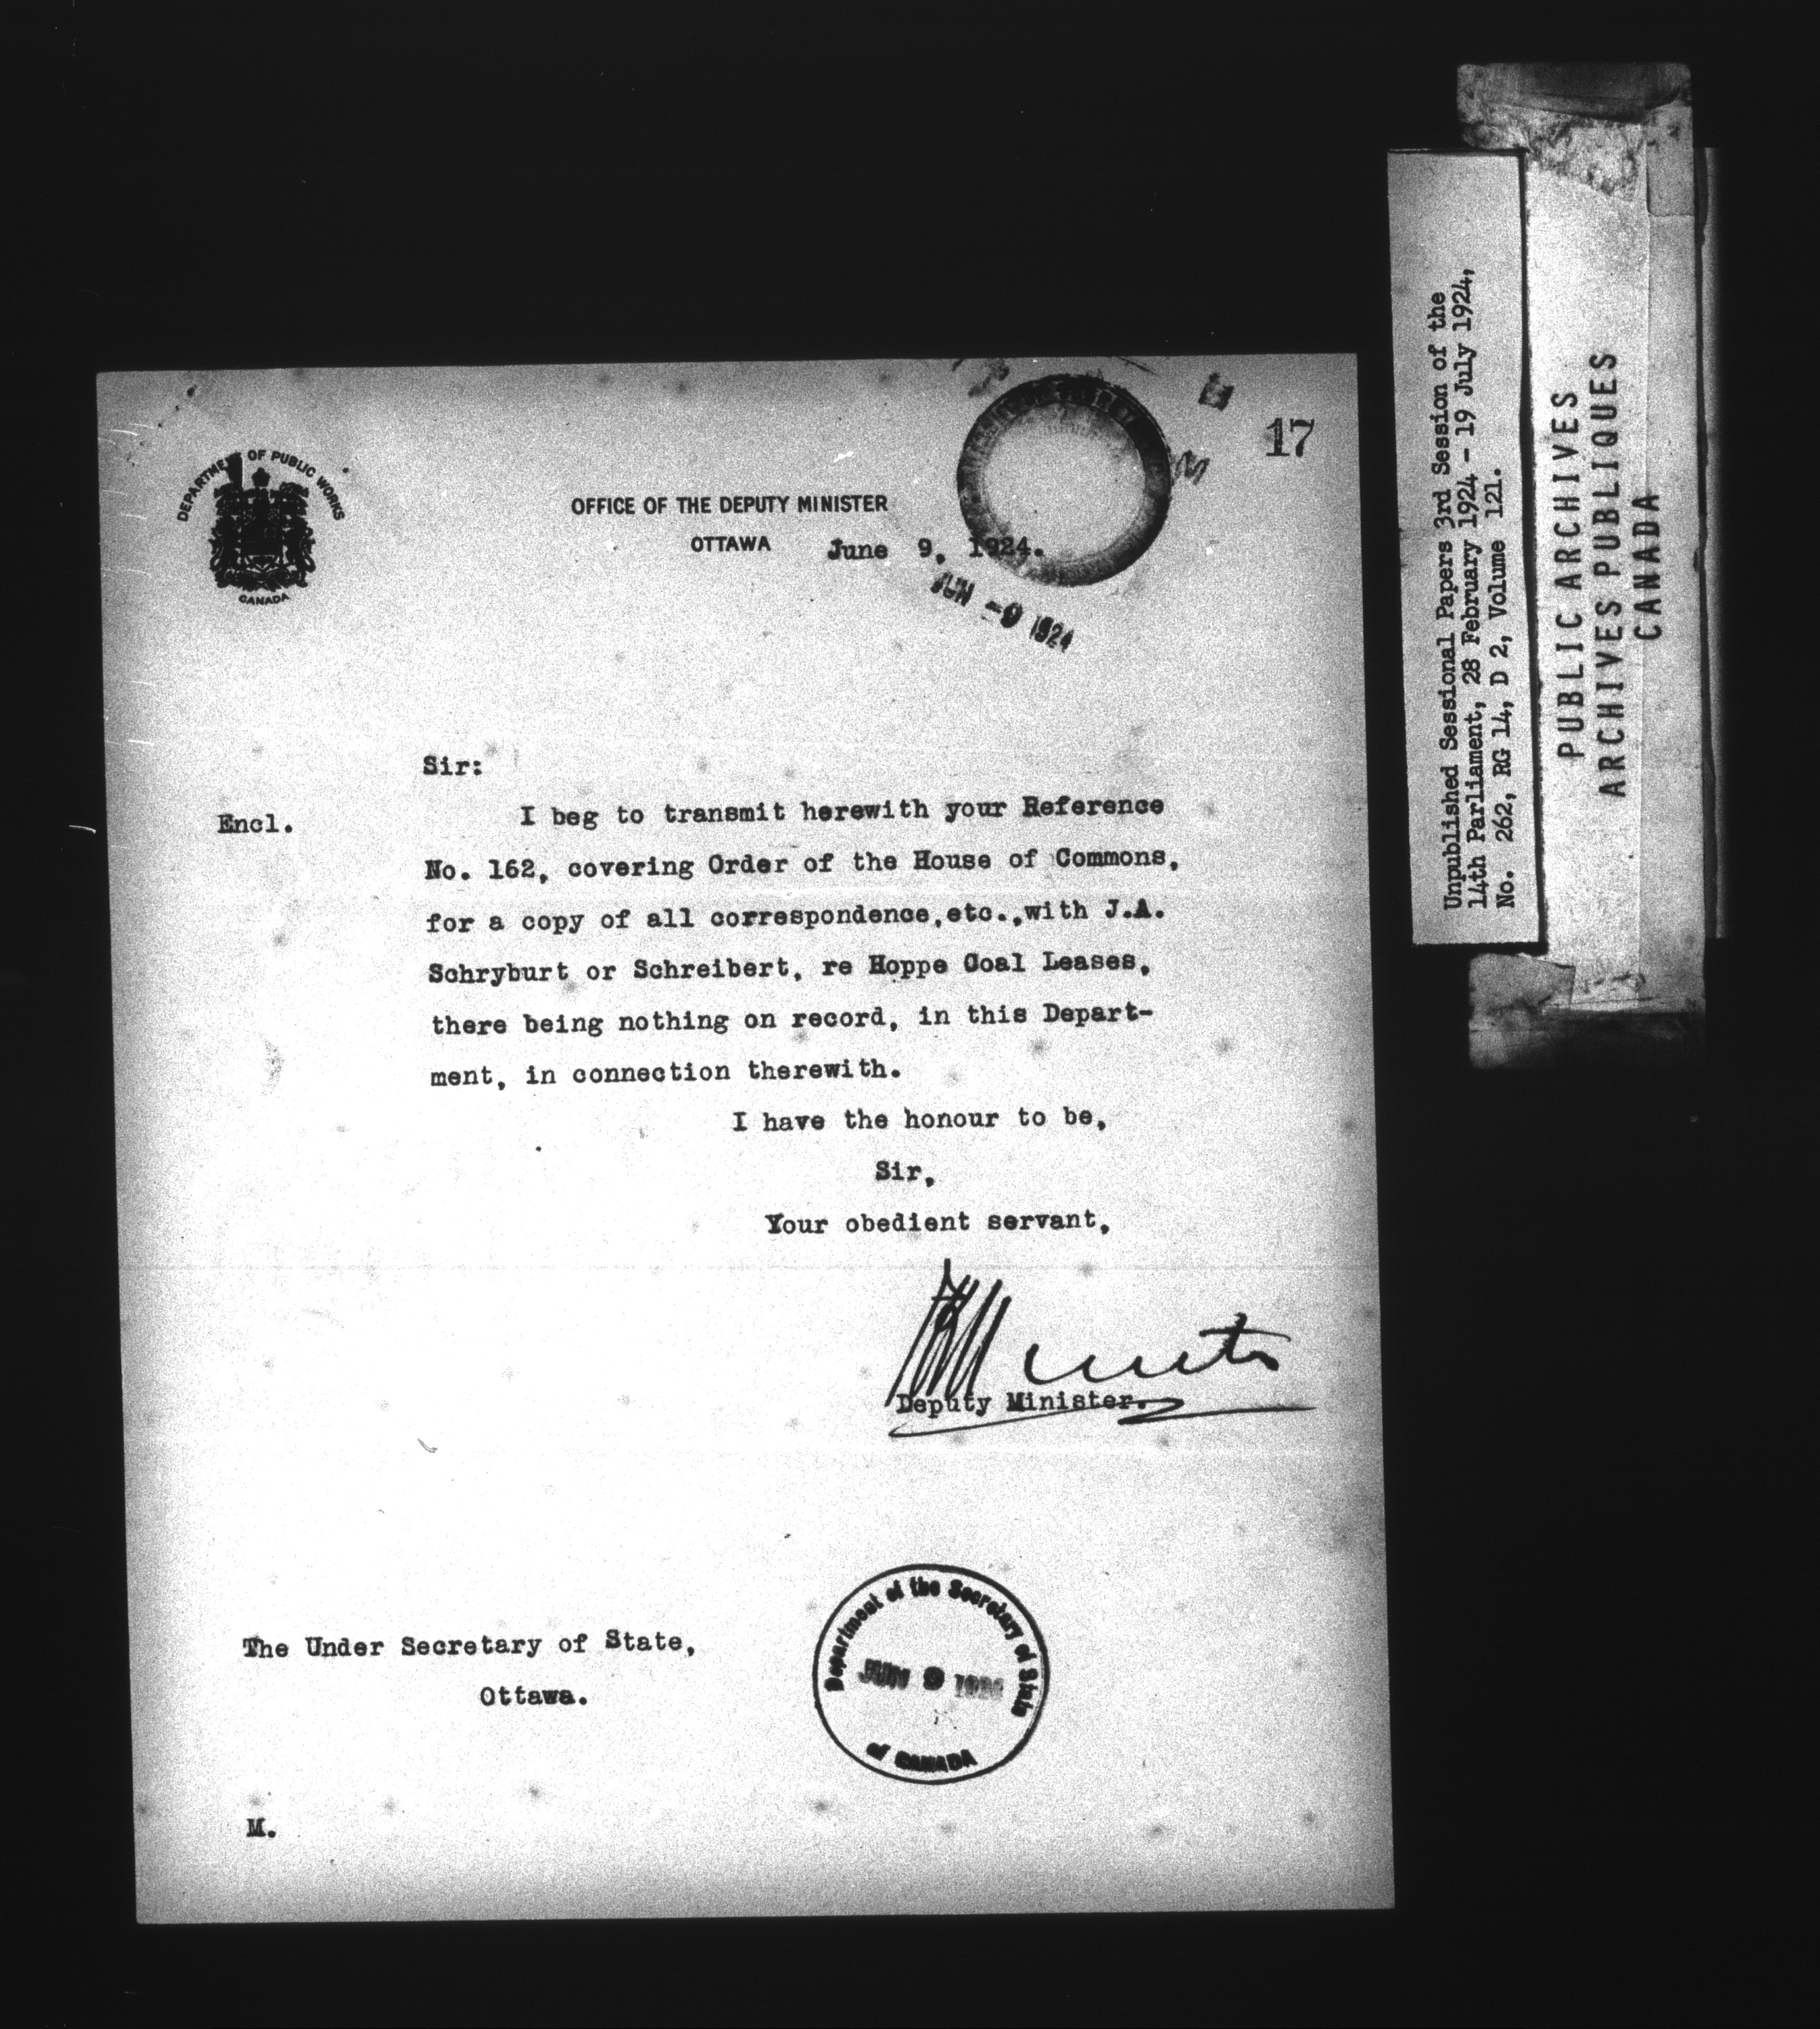 17
DEPARTMENT OF PUBLIC WORKS
CANADA
OFFICE OF THE DEPUTY MINISTER
OTTAWA June 9, 1924.
JUN -9 1924
Sir:
Encl.
I beg to transmit herewith your Reference
No. 162, covering Order of the House of Commons,
for a copy of all correspondence,etc.,with J.A.
Schryburt or Schreibert, re Hoppe Coal Leases,
there being nothing on record, in this Depart-
ment, in connection therewith.
I have the honour to be,
Sir,
Your obedient servant,
Deputy Minister.
The Under Secretary of State,
Ottawa.
Department of the Secretary of State
JUN 9 1924
of CANADA
M.
Unpublished Sessional Papers 3rd Session of the
14th Parliament, 28 February 1924 - 19 July 1924,
No. 262, RG 14, D 2, Volume 121.
PUBLIC ARCHIVES
ARCHIVES PUBLIQUES
CANADA